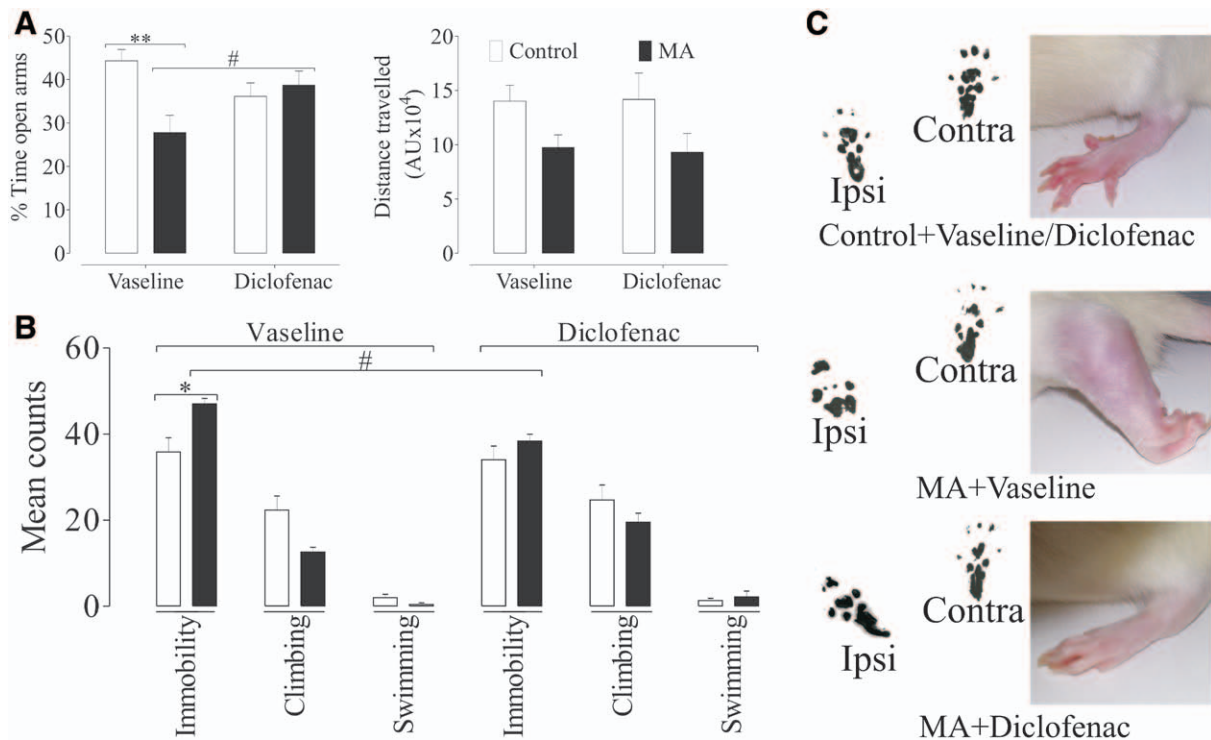 A
% Time open arms
50
40
30
20
10
0
**
#
Vaseline
Diclofenac
Distance travelled
(AUx10⁴)
20
15
10
5
0
Control
MA
Vaseline
Diclofenac
B
Mean counts
60
40
20
0
Vaseline
Diclofenac
#
*
Immobility
Climbing
Swimming
Immobility
Climbing
Swimming
C
Contra
Ipsi
Control+Vaseline/Diclofenac
Contra
Ipsi
MA+Vaseline
Contra
Ipsi
MA+Diclofenac